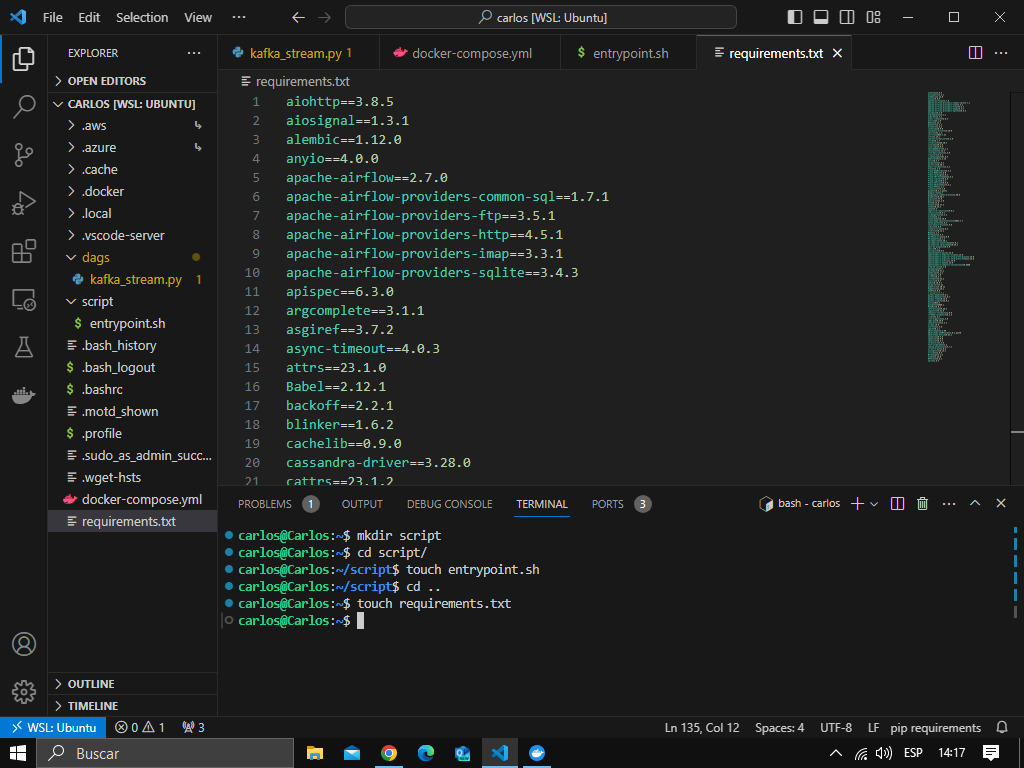 File Edit Selection View ··· carlos [WSL: Ubuntu]
EXPLORER ···
kafka_stream.py 1 docker-compose.yml $ entrypoint.sh requirements.txt ···
OPEN EDITORS
CARLOS [WSL: UBUNTU]
.aws
.azure
.cache
.docker
.local
.vscode-server
dags
kafka_stream.py 1
script
$ entrypoint.sh
.bash_history
$ .bash_logout
$ .bashrc
.motd_shown
$ .profile
.sudo_as_admin_succ...
.wget-hsts
docker-compose.yml
requirements.txt
OUTLINE
TIMELINE
requirements.txt
1 aiohttp==3.8.5
2 aiosignal==1.3.1
3 alembic==1.12.0
4 anyio==4.0.0
5 apache-airflow==2.7.0
6 apache-airflow-providers-common-sql==1.7.1
7 apache-airflow-providers-ftp==3.5.1
8 apache-airflow-providers-http==4.5.1
9 apache-airflow-providers-imap==3.3.1
10 apache-airflow-providers-sqlite==3.4.3
11 apispec==6.3.0
12 argcomplete==3.1.1
13 asgiref==3.7.2
14 async-timeout==4.0.3
15 attrs==23.1.0
16 Babel==2.12.1
17 backoff==2.2.1
18 blinker==1.6.2
19 cachelib==0.9.0
20 cassandra-driver==3.28.0
21 cattrs==23.1.2
PROBLEMS 1 OUTPUT DEBUG CONSOLE TERMINAL PORTS 3 bash - carlos ···
carlos@Carlos:~$ mkdir script
carlos@Carlos:~$ cd script/
carlos@Carlos:~/script$ touch entrypoint.sh
carlos@Carlos:~/script$ cd ..
carlos@Carlos:~$ touch requirements.txt
carlos@Carlos:~$
WSL: Ubuntu 0 1 3 Ln 135, Col 12 Spaces: 4 UTF-8 LF pip requirements
Buscar ESP 14:17